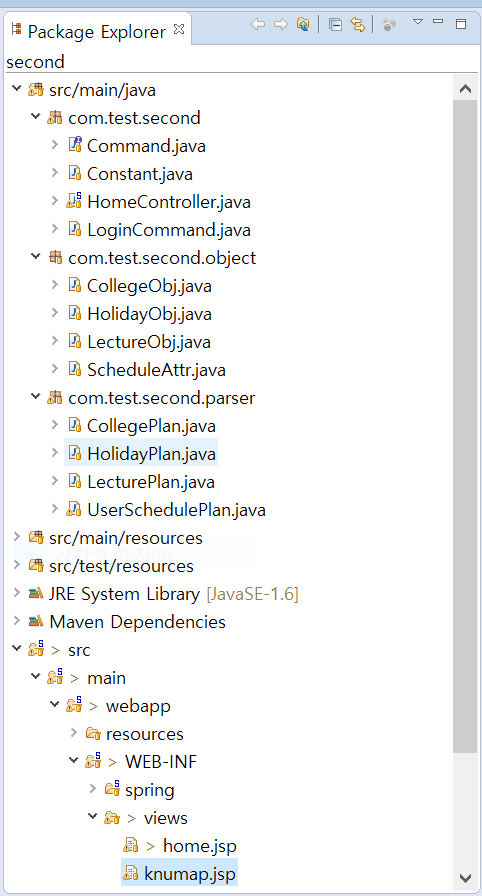 Package Explorer
second
src/main/java
com.test.second
Command.java
Constant.java
HomeController.java
LoginCommand.java
com.test.second.object
CollegeObj.java
HolidayObj.java
LectureObj.java
ScheduleAttr.java
com.test.second.parser
CollegePlan.java
HolidayPlan.java
LecturePlan.java
UserSchedulePlan.java
src/main/resources
src/test/resources
JRE System Library [JavaSE-1.6]
Maven Dependencies
> src
> main
> webapp
resources
> WEB-INF
spring
> views
> home.jsp
knumap.jsp